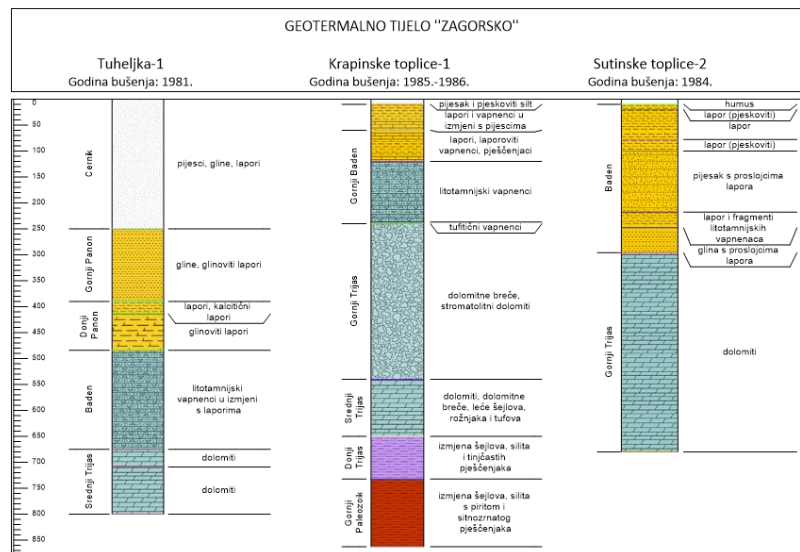 GEOTERMALNO TIJELO "ZAGORSKO"
Tuheljka-1
Godina bušenja: 1981.
Krapinske toplice-1
Godina bušenja: 1985.-1986.
Sutinske toplice-2
Godina bušenja: 1984.
0
50
100
150
200
250
300
350
400
450
500
550
600
650
700
750
800
850
Cernik
Gornji Panon
Donji
Panon
Baden
Srednji Trijas
pijesci, gline, lapori
gline, glinoviti lapori
lapori, kalcitični
lapori
glinoviti lapori
litotamnijski
vapnenci u izmjeni
s laporima
dolomiti
dolomiti
Gornji Baden
Gornji Trijas
Srednji
Trijas
Donji
Trijas
Gornji
Paleozok
pijesak i pjeskoviti silt
lapori i vapnenci u
izmjeni s pijescima
lapori, laporoviti
vapnenci, pješčenjaci
litotamnijski vapnenci
tufitični vapnenci
dolomitne breče,
stromatolitni dolomiti
dolomiti, dolomitne
breče, leće šejlova,
rožnjaka i tufova
izmjena šejlova, silita
i tinjčastih
pješčenjaka
izmjena šejlova, silita
s piritom i
sitnozrnatog
pješčenjaka
Baden
Gornji Trijas
humus
lapor (pjeskoviti)
lapor
lapor (pjeskoviti)
pijesak s proslojcima
lapora
lapor i fragmenti
litotamnijskih
vapnenaca
glina s proslojcima
lapora
dolomiti